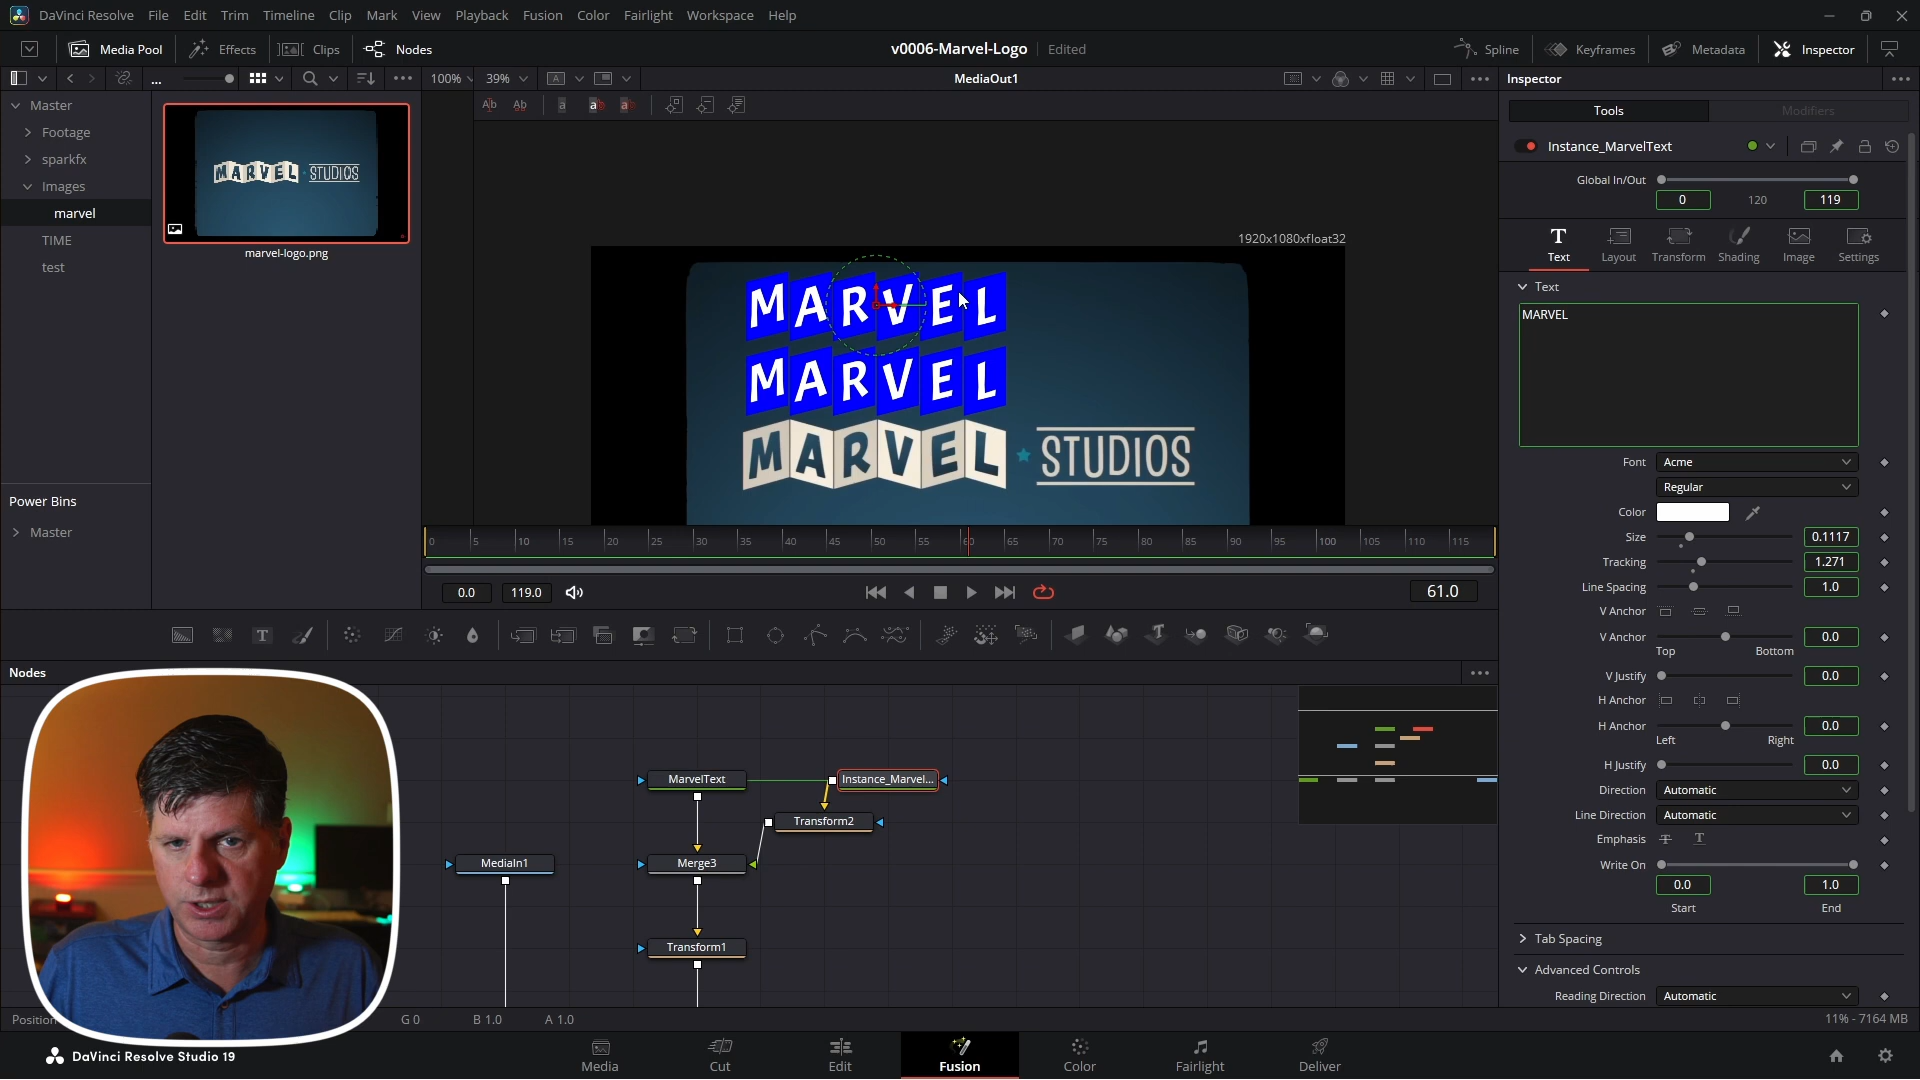 DaVinci Resolve File Edit Trim Timeline Clip Mark View Playback Fusion Color Fairlight Workspace Help
Media Pool Effects Clips Nodes v0006-Marvel-Logo Edited Spline Keyframes Metadata Inspector
... 100% 39% MediaOut1 Inspector
Master
Footage
sparkfx
Images
marvel
TIME
test
MARVEL STUDIOS
marvel-logo.png
Power Bins
Master
1920x1080xfloat32
MARVEL
MARVEL
MARVEL STUDIOS
0 5 10 15 20 25 30 35 40 45 50 55 60 65 70 75 80 85 90 95 100 105 110 115
0.0 119.0 61.0
Nodes
MarvelText
Instance_Marvel...
Transform2
MediaIn1
Merge3
Transform1
Tools Modifiers
Instance_MarvelText
Global In/Out
0 120 119
Text Layout Transform Shading Image Settings
Text
MARVEL
Font Acme
Regular
Color
Size 0.1117
Tracking 1.271
Line Spacing 1.0
V Anchor
V Anchor 0.0
Top Bottom
V Justify 0.0
H Anchor
H Anchor 0.0
Left Right
H Justify 0.0
Direction Automatic
Line Direction Automatic
Emphasis
Write On
0.0 1.0
Start End
Tab Spacing
Advanced Controls
Reading Direction Automatic
Position G 0 B 1.0 A 1.0 11% - 7164 MB
DaVinci Resolve Studio 19
Media Cut Edit Fusion Color Fairlight Deliver